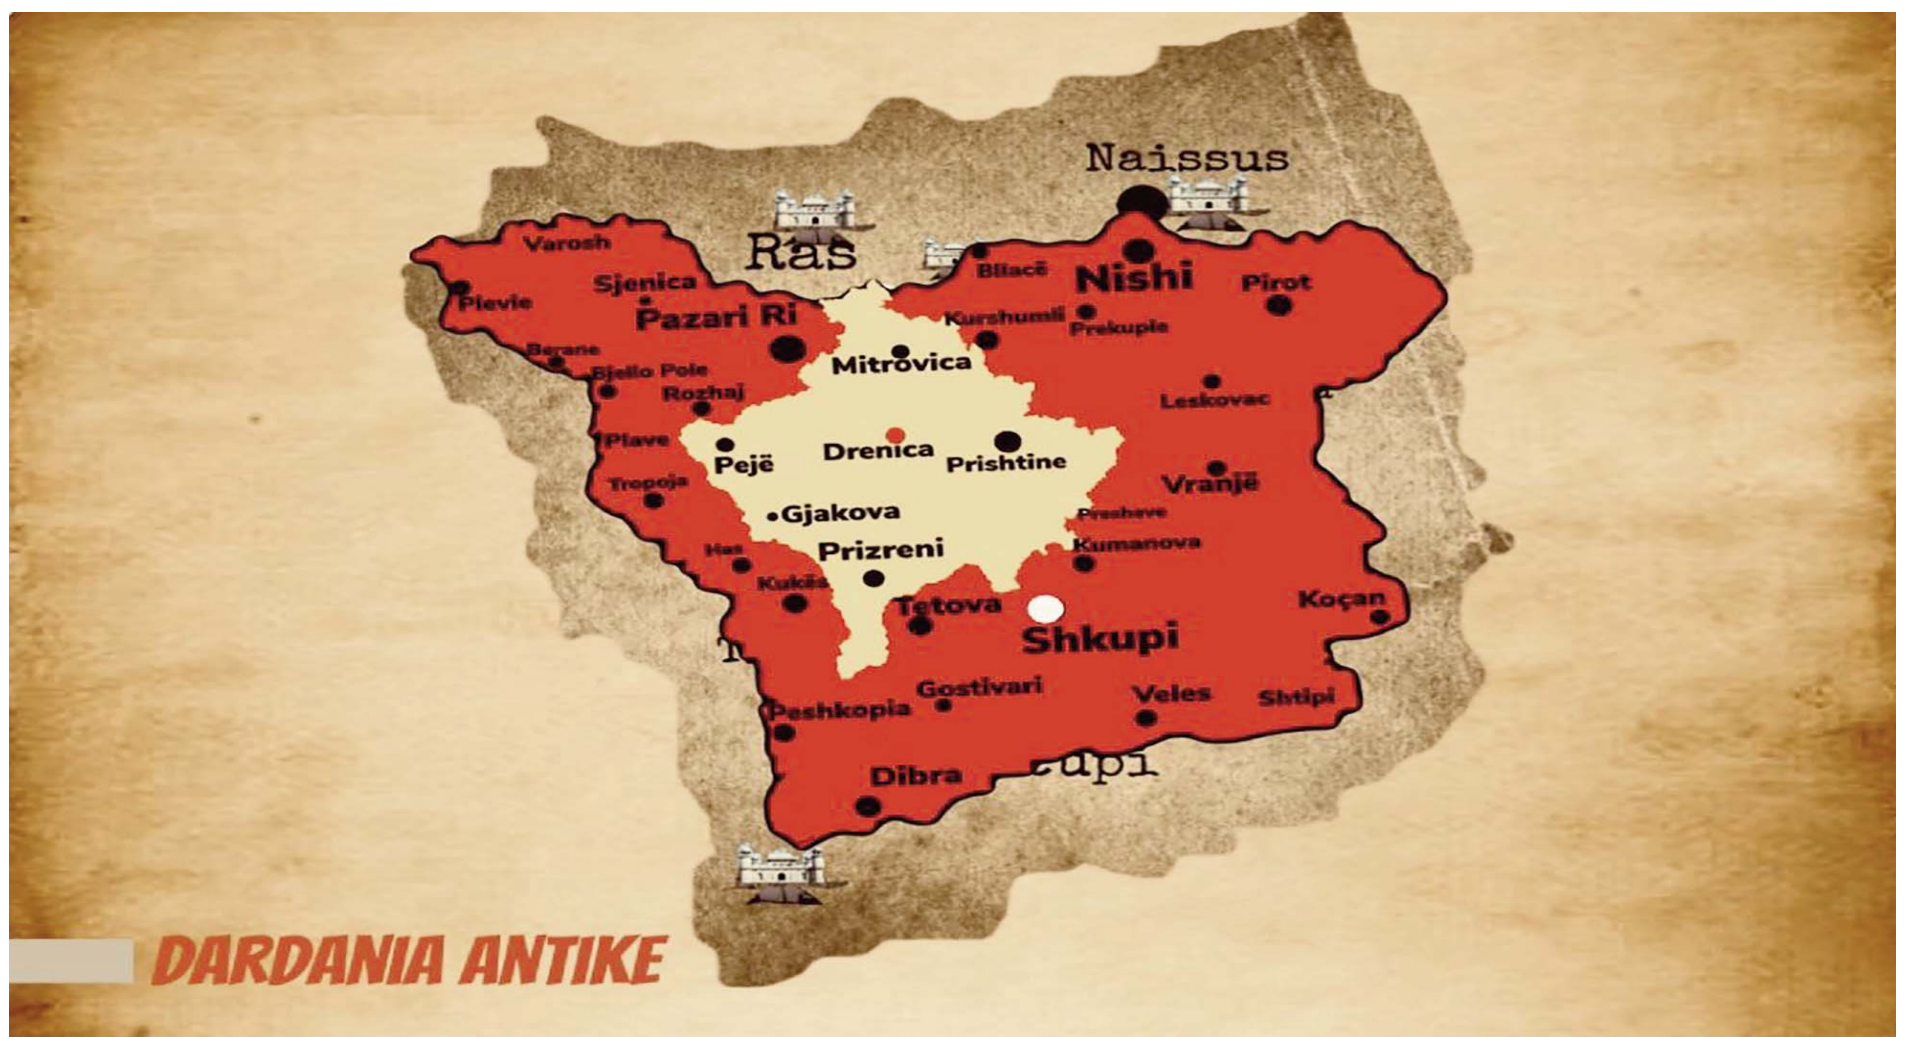 Naissus
Ras
Varosh
Sjenica
Plevie
Pazari Ri
Bllacë
Nishi
Pirot
Kurshumli
Prekuple
Berane
Bjello Pole
Rozhaj
Mitrovica
Leskovac
Plave
Pejë
Drenica
Prishtine
Tropoja
Vranjë
Gjakova
Presheve
Has
Prizreni
Kumanova
Kukës
Tetova
Shkupi
Koçan
Peshkopia
Gostivari
Veles
Shtipi
Dibra
DARDANIA ANTIKE